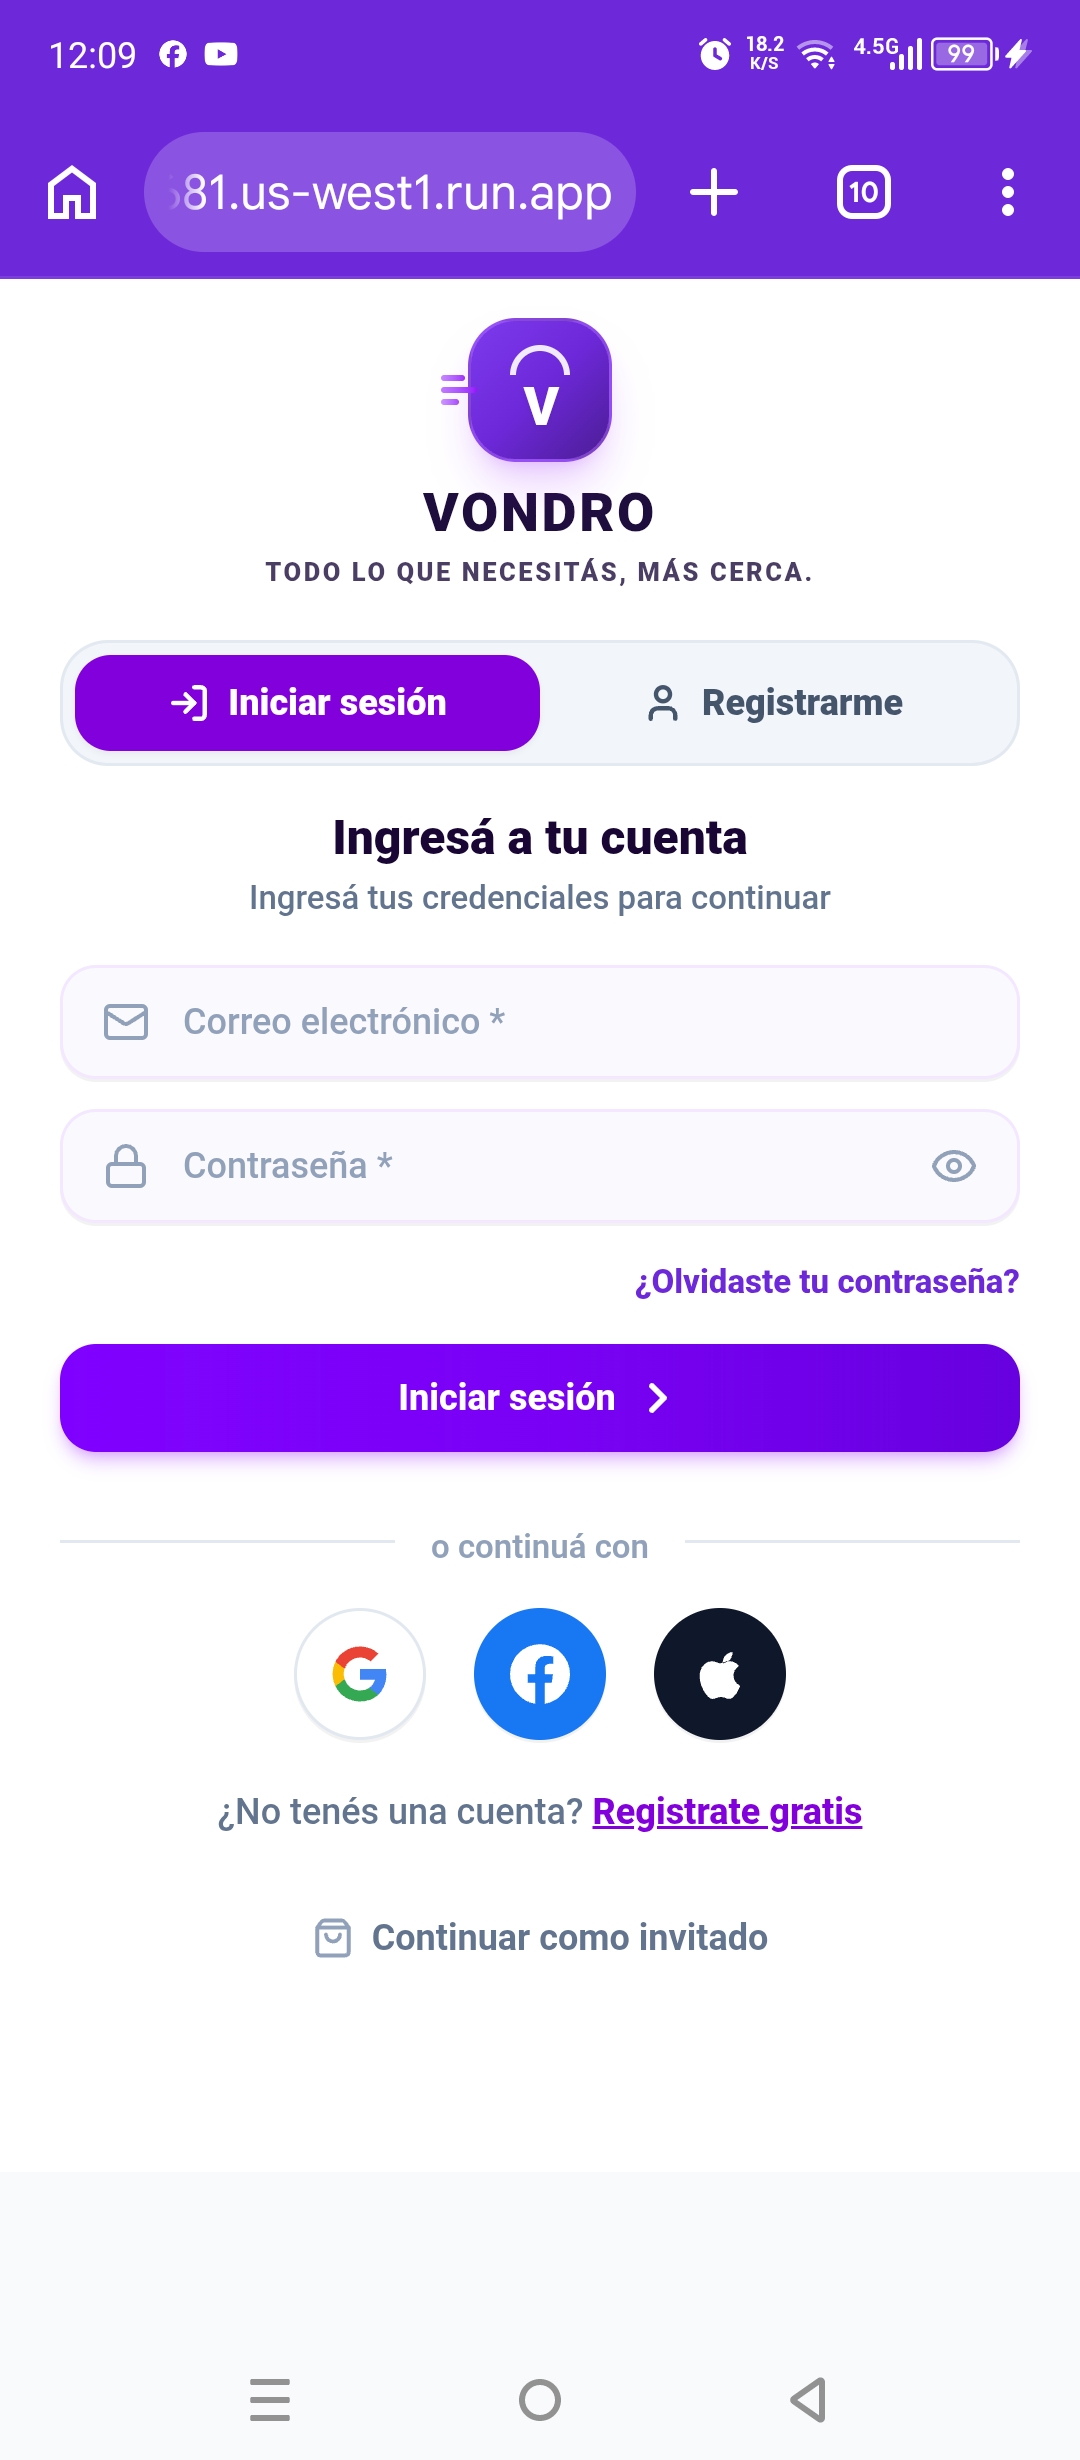 12:09
18.2
K/S
4.5G
99
81.us-west1.run.app
10
V
VONDRO
TODO LO QUE NECESITÁS, MÁS CERCA.
Iniciar sesión
Registrarme
Ingresá a tu cuenta
Ingresá tus credenciales para continuar
Correo electrónico *
Contraseña *
¿Olvidaste tu contraseña?
Iniciar sesión
o continuá con
¿No tenés una cuenta? Registrate gratis
Continuar como invitado